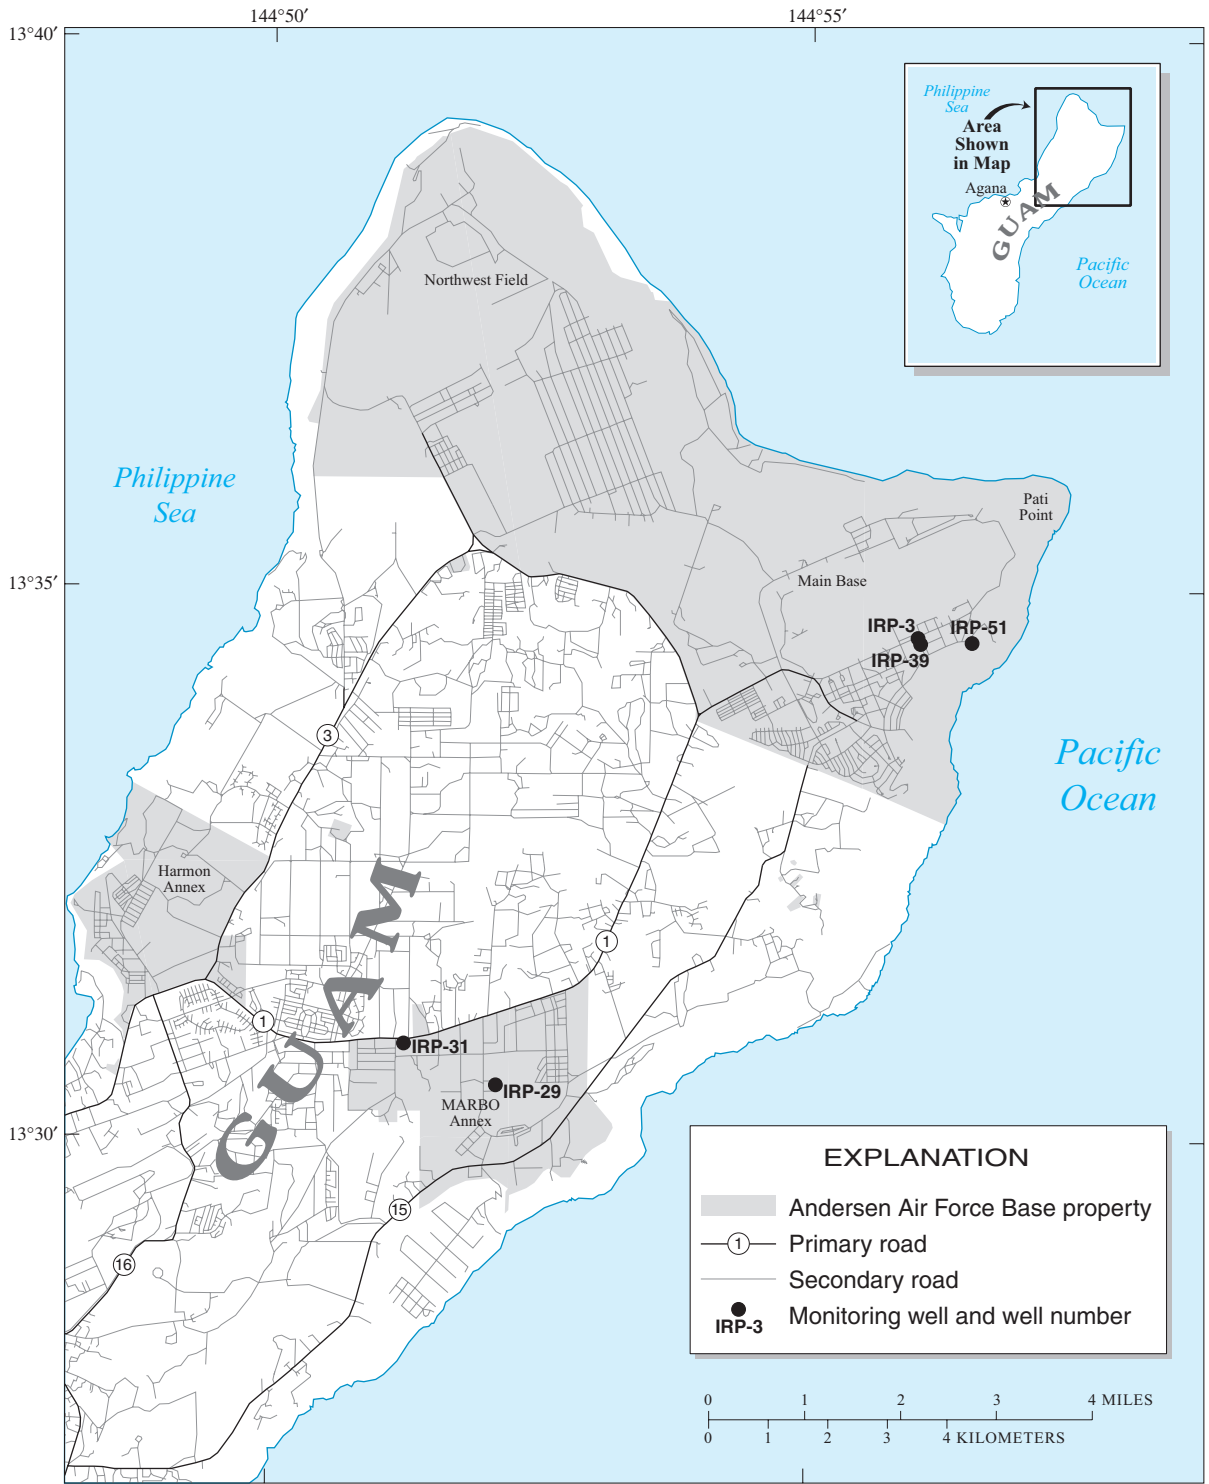 144°50′
144°55′
13°40′
Philippine
Sea
Area
Shown
in Map
Agana
GUAM
Pacific
Ocean
Northwest Field
Philippine
Sea
Pati
Point
13°35′
Main Base
IRP-3
IRP-51
IRP-39
3
Pacific
Ocean
Harmon
Annex
GUAM
1
1
IRP-31
IRP-29
MARBO
Annex
13°30′
15
16
EXPLANATION
Andersen Air Force Base property
1
Primary road
Secondary road
IRP-3
Monitoring well and well number
0 1 2 3 4 MILES
0 1 2 3 4 KILOMETERS